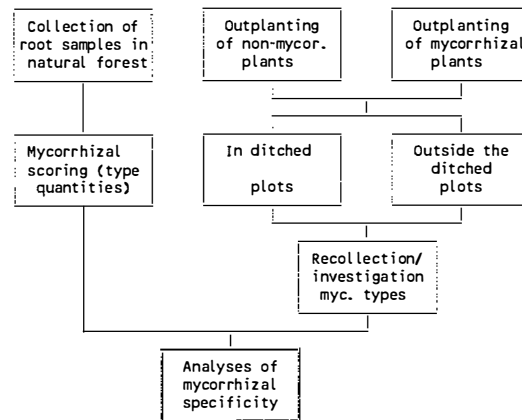 Collection of
root samples in
natural forest
Outplanting
of non-mycor.
plants
Outplanting
of mycorrhizal
plants
Mycorrhizal
scoring (type
quantities)
In ditched
plots
Outside the
ditched
plots
Recollection/
investigation
myc. types
Analyses of
mycorrhizal
specificity